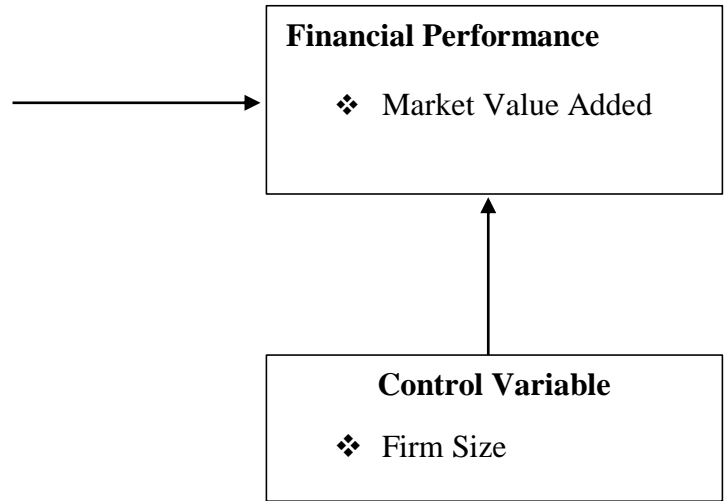 Financial Performance
❖ Market Value Added
Control Variable
❖ Firm Size